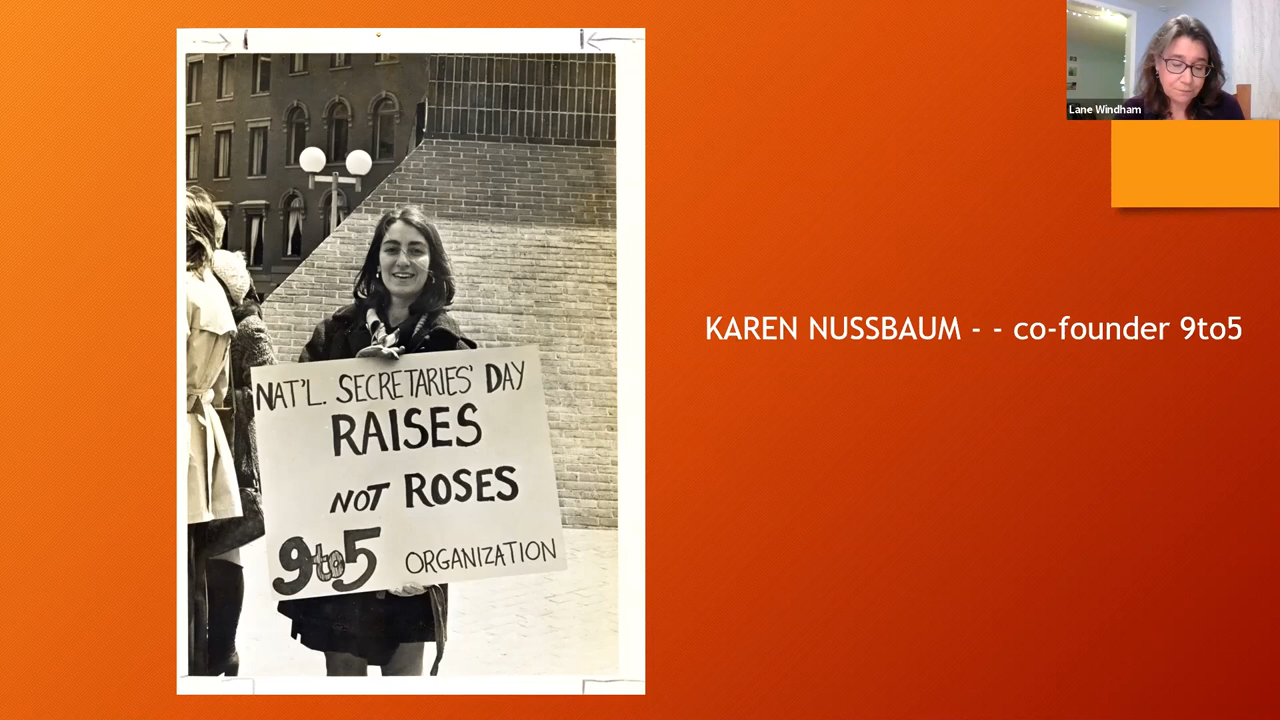 Lane Windham
NAT'L. SECRETARIES' DAY
RAISES
NOT ROSES
9to5 ORGANIZATION
KAREN NUSSBAUM - - co-founder 9to5